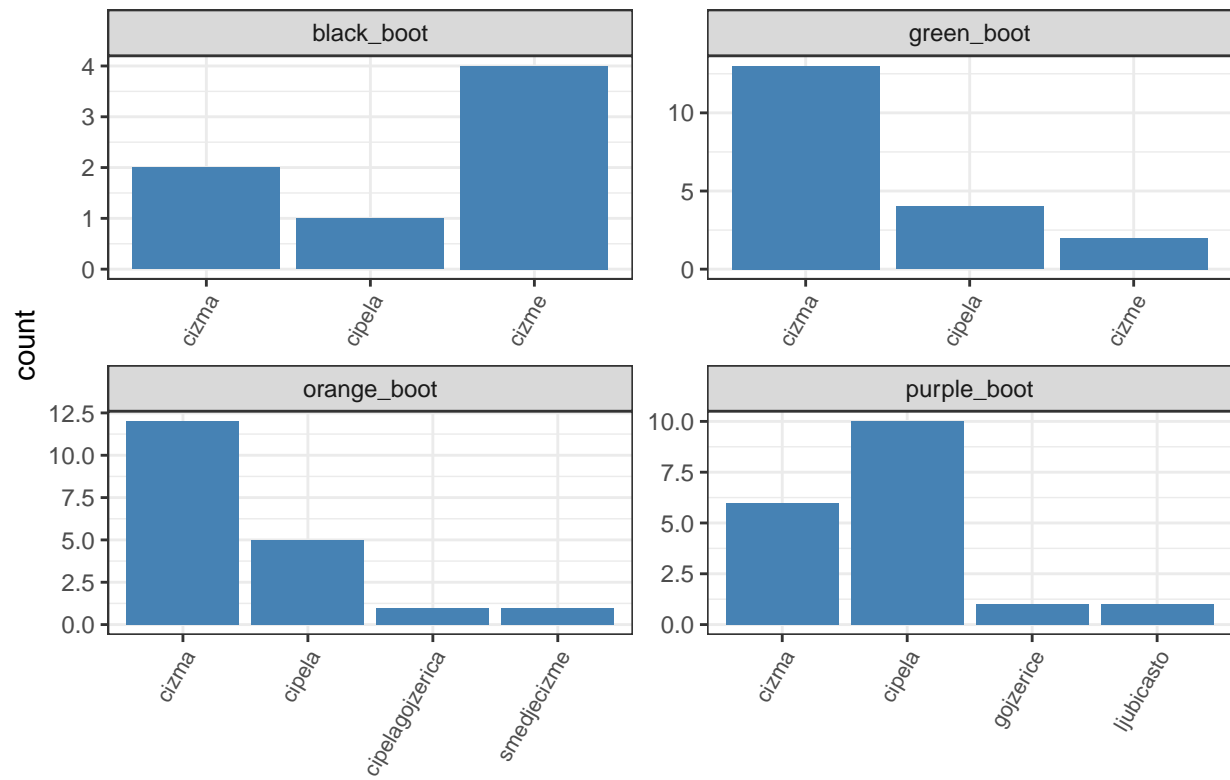 black_boot
4
3
2
1
0
cizma
cipela
cizme
green_boot
10
5
0
cizma
cipela
cizme
count
orange_boot
12.5
10.0
7.5
5.0
2.5
0.0
cizma
cipela
cipelagojzerica
smedjecizme
purple_boot
10.0
7.5
5.0
2.5
0.0
cizma
cipela
gojzerice
ljubicasto